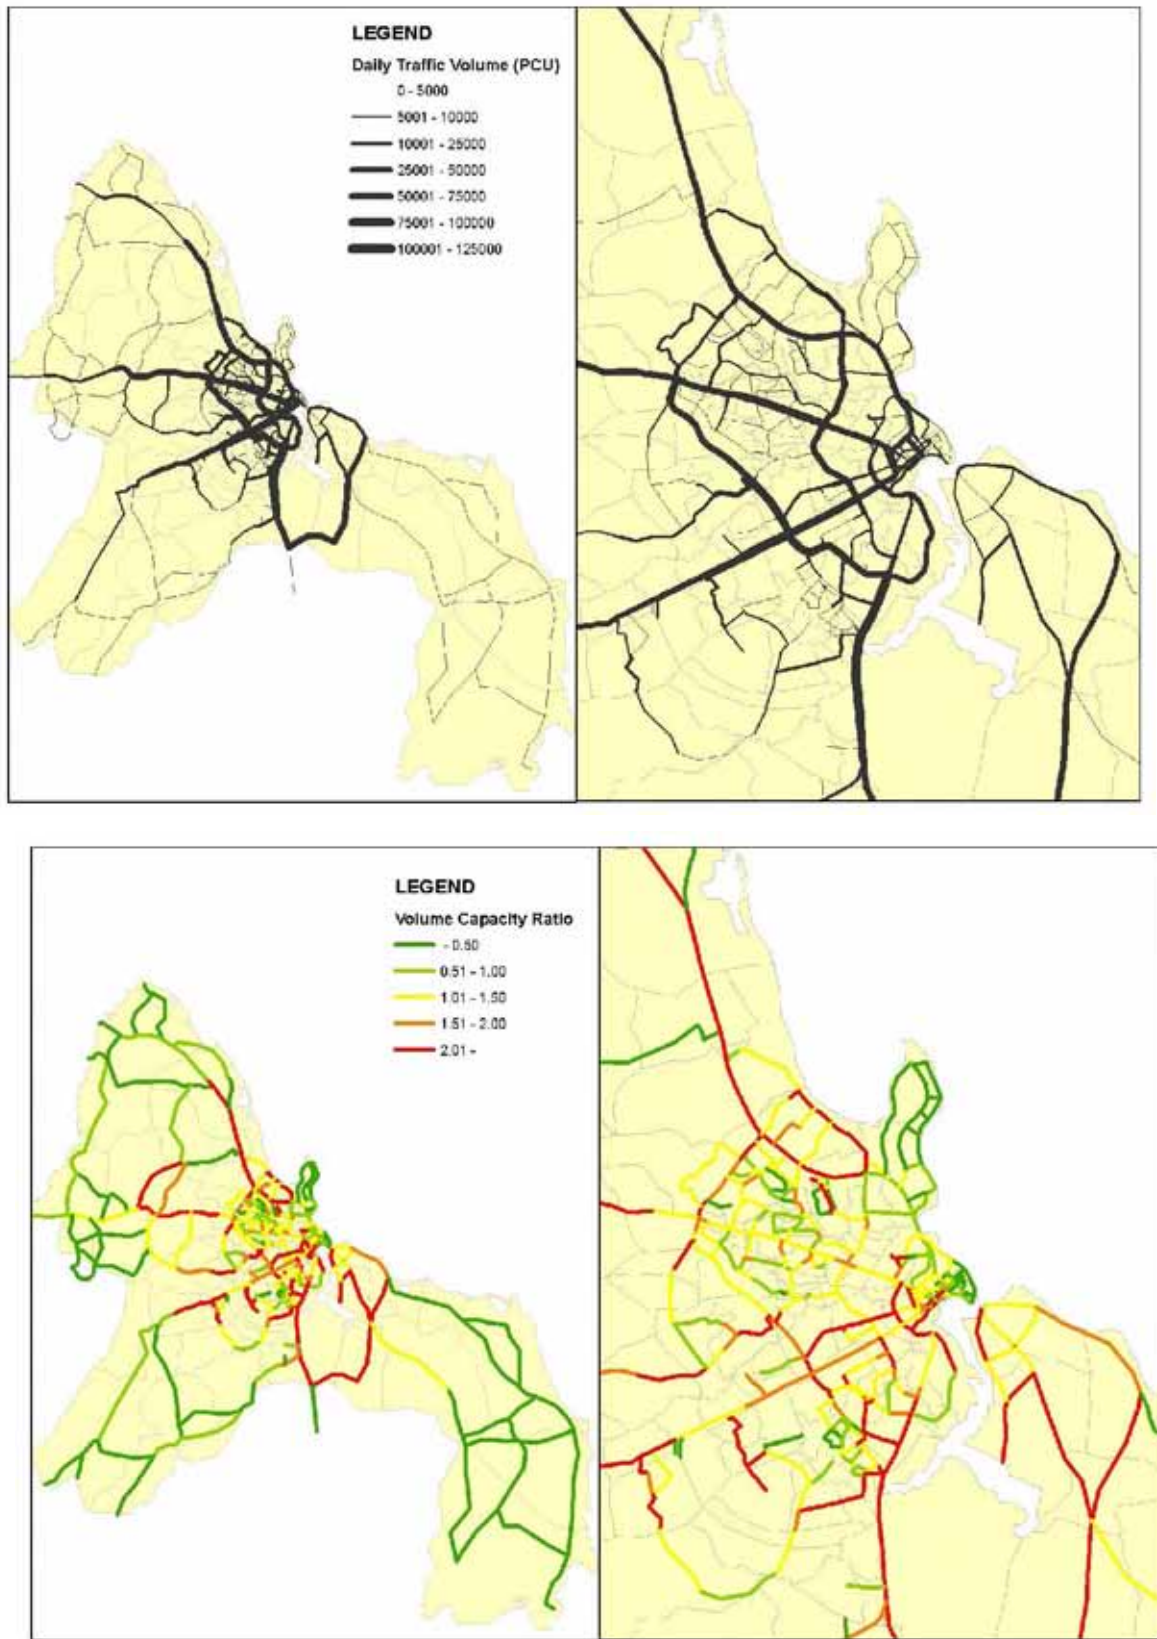 LEGEND
Daily Traffic Volume (PCU)
0 - 5000
5001 - 10000
10001 - 25000
25001 - 50000
50001 - 75000
75001 - 100000
100001 - 125000
LEGEND
Volume Capacity Ratio
- 0.50
0.51 - 1.00
1.01 - 1.50
1.51 - 2.00
2.01 -